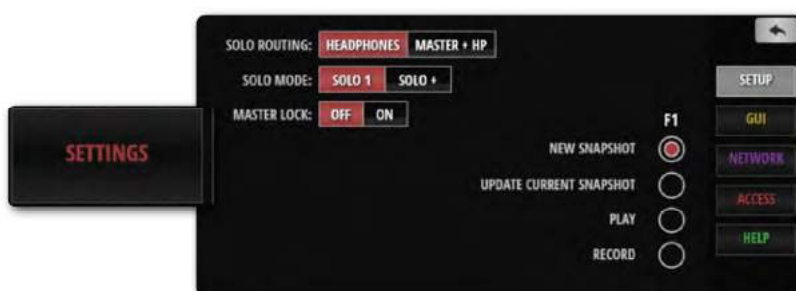 SOLO ROUTING: HEADPHONES MASTER + HP
SOLO MODE: SOLO 1 SOLO +
MASTER LOCK: OFF ON
SETTINGS
F1
NEW SNAPSHOT
UPDATE CURRENT SNAPSHOT
PLAY
RECORD
SETUP
GUI
NETWORK
ACCESS
HELP